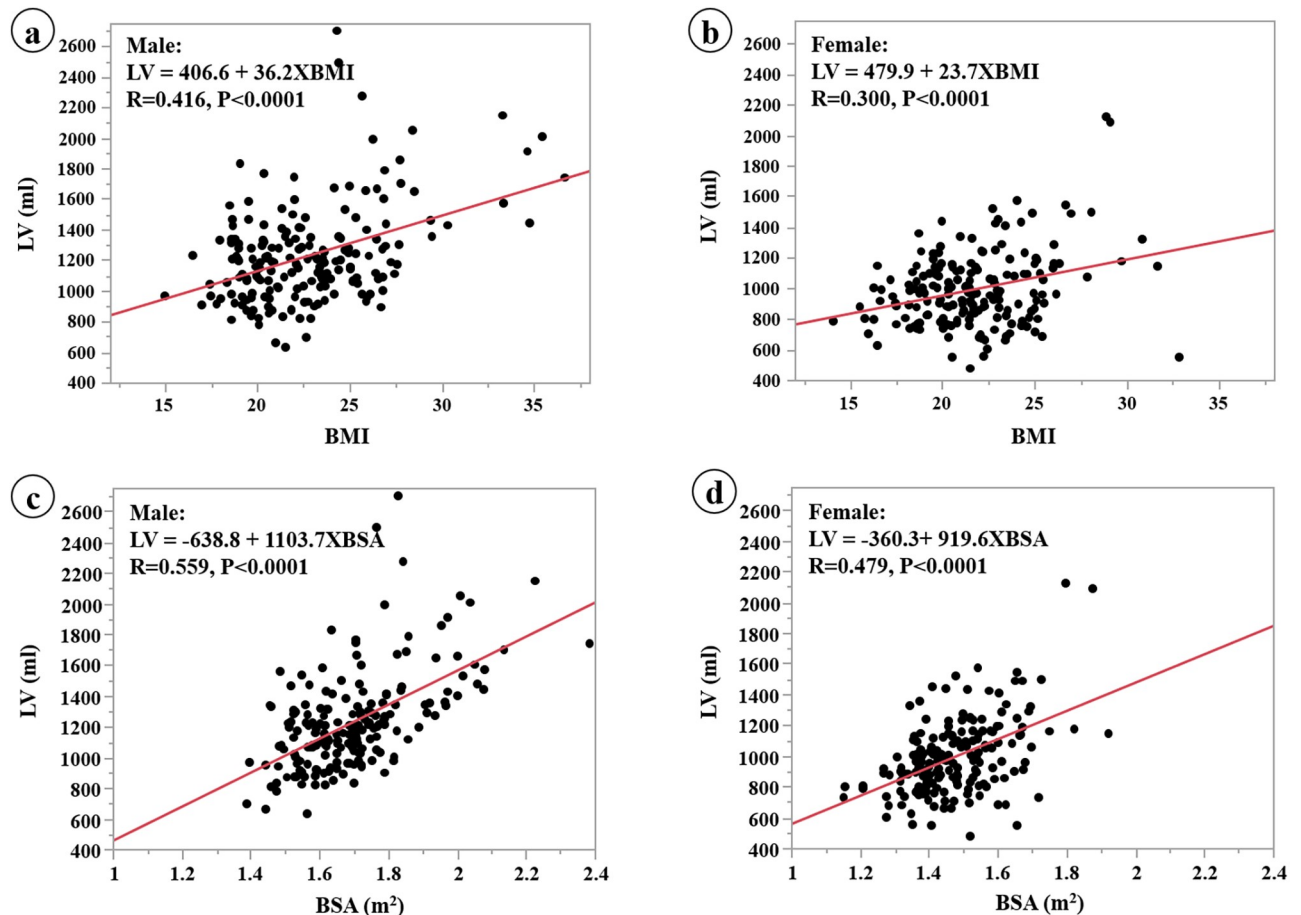 a
Male:
LV = 406.6 + 36.2XBMI
R=0.416, P<0.0001
LV (ml)
2600
2400
2200
2000
1800
1600
1400
1200
1000
800
600
400
15 20 25 30 35
BMI
b
Female:
LV = 479.9 + 23.7XBMI
R=0.300, P<0.0001
LV (ml)
2600
2400
2200
2000
1800
1600
1400
1200
1000
800
600
400
15 20 25 30 35
BMI
c
Male:
LV = -638.8 + 1103.7XBSA
R=0.559, P<0.0001
LV (ml)
2600
2400
2200
2000
1800
1600
1400
1200
1000
800
600
400
1 1.2 1.4 1.6 1.8 2 2.2 2.4
BSA (m²)
d
Female:
LV = -360.3+ 919.6XBSA
R=0.479, P<0.0001
LV (ml)
2600
2400
2200
2000
1800
1600
1400
1200
1000
800
600
400
1 1.2 1.4 1.6 1.8 2 2.2 2.4
BSA (m²)